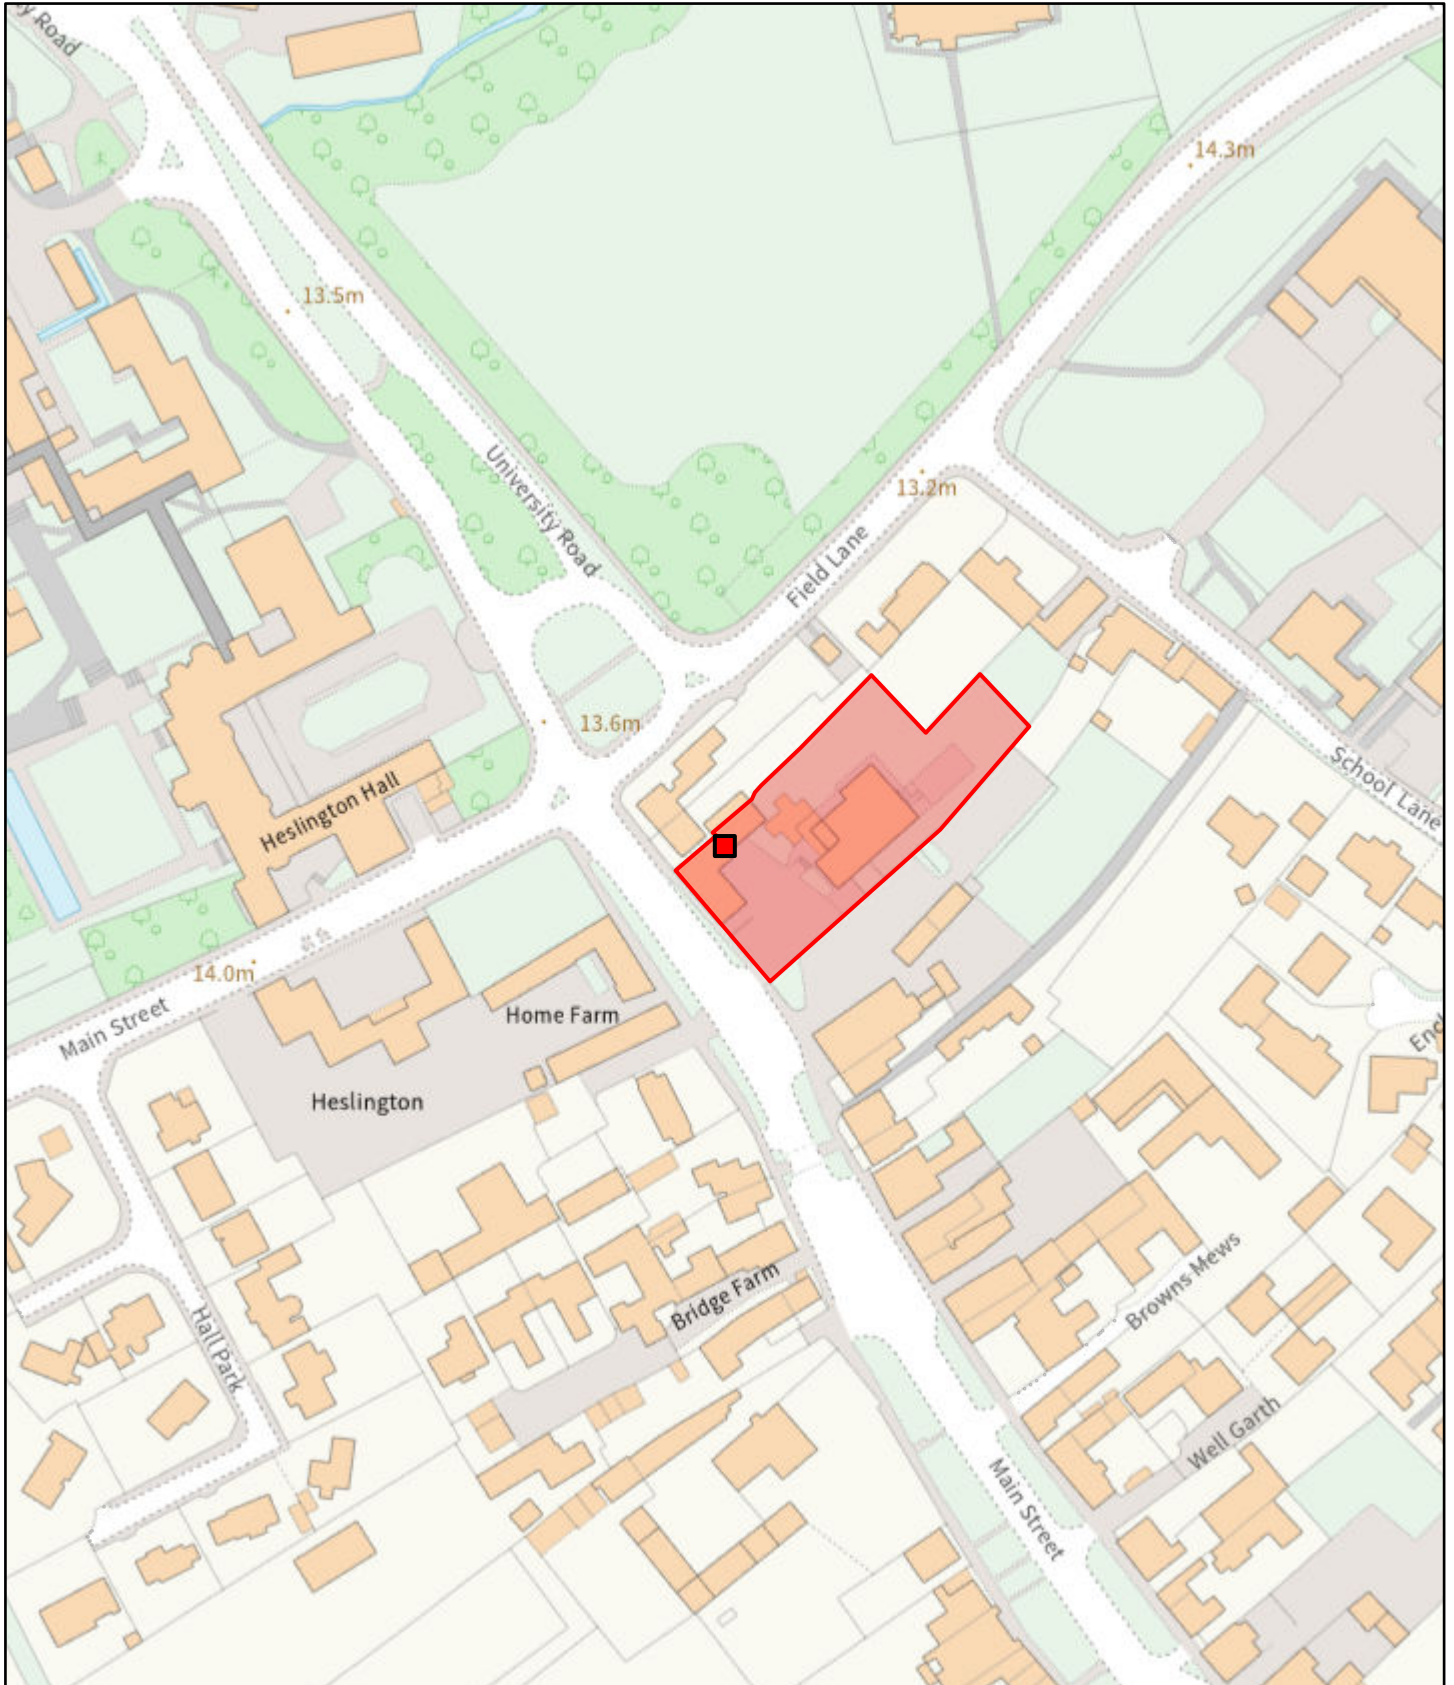 y Road
14.3m
13.5m
University Road
13.2m
Field Lane
13.6m
School Lane
Heslington Hall
14.0m
Home Farm
Main Street
Encl
Heslington
Browns Mews
Bridge Farm
Hall Park
Well Garth
Main Street